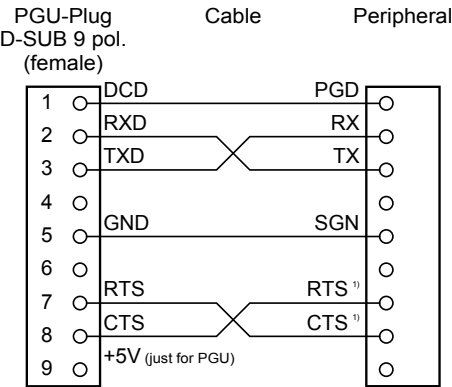 PGU-Plug Cable Peripheral
D-SUB 9 pol.
(female)
DCD PGD
1
RXD RX
2
TXD TX
3
4
GND SGN
5
6
RTS RTS 1)
7
CTS CTS 1)
8
+5V (just for PGU)
9